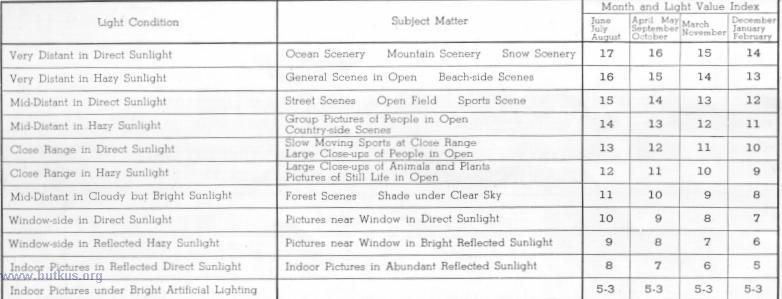 Light Condition Subject Matter Month and Light Value Index
June July August April May September October March November December January February
Very Distant in Direct Sunlight Ocean Scenery Mountain Scenery Snow Scenery 17 16 15 14
Very Distant in Hazy Sunlight General Scenes in Open Beach-side Scenes 16 15 14 13
Mid-Distant in Direct Sunlight Street Scenes Open Field Sports Scene 15 14 13 12
Mid-Distant in Hazy Sunlight Group Pictures of People in Open Country-side Scenes 14 13 12 11
Close Range in Direct Sunlight Slow Moving Sports at Close Range Large Close-ups of People in Open 13 12 11 10
Close Range in Hazy Sunlight Large Close-ups of Animals and Plants Pictures of Still Life in Open 12 11 10 9
Mid-Distant in Cloudy but Bright Sunlight Forest Scenes Shade under Clear Sky 11 10 9 8
Window-side in Direct Sunlight Pictures near Window in Direct Sunlight 10 9 8 7
Window-side in Reflected Hazy Sunlight Pictures near Window in Bright Reflected Sunlight 9 8 7 6
Indoor Pictures in Reflected Direct Sunlight Indoor Pictures in Abundant Reflected Sunlight 8 7 6 5
www.butkus.org
Indoor Pictures under Bright Artificial Lighting 5-3 5-3 5-3 5-3